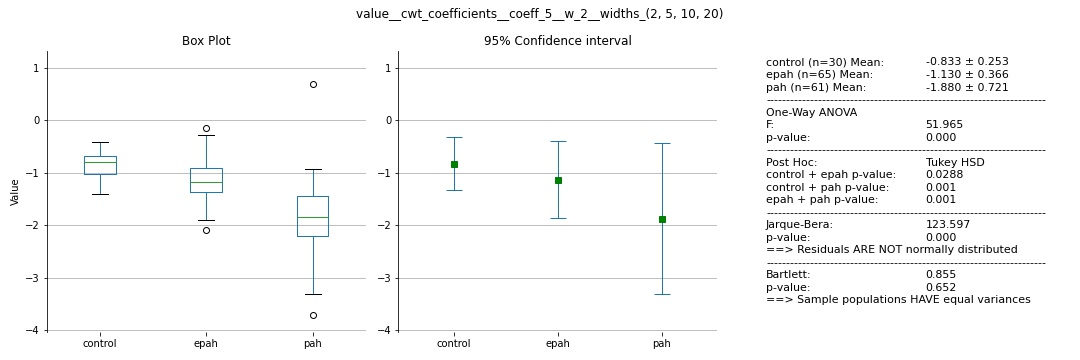 value__cwt_coefficients__coeff_5__w_2__widths_(2, 5, 10, 20)
Box Plot
1
0
−1
−2
−3
−4
Value
control
epah
pah
95% Confidence interval
1
0
−1
−2
−3
−4
control
epah
pah
control (n=30) Mean: -0.833 ± 0.253
epah (n=65) Mean: -1.130 ± 0.366
pah (n=61) Mean: -1.880 ± 0.721
One-Way ANOVA
F: 51.965
p-value: 0.000
Post Hoc: Tukey HSD
control + epah p-value: 0.0288
control + pah p-value: 0.001
epah + pah p-value: 0.001
Jarque-Bera: 123.597
p-value: 0.000
==> Residuals ARE NOT normally distributed
Bartlett: 0.855
p-value: 0.652
==> Sample populations HAVE equal variances